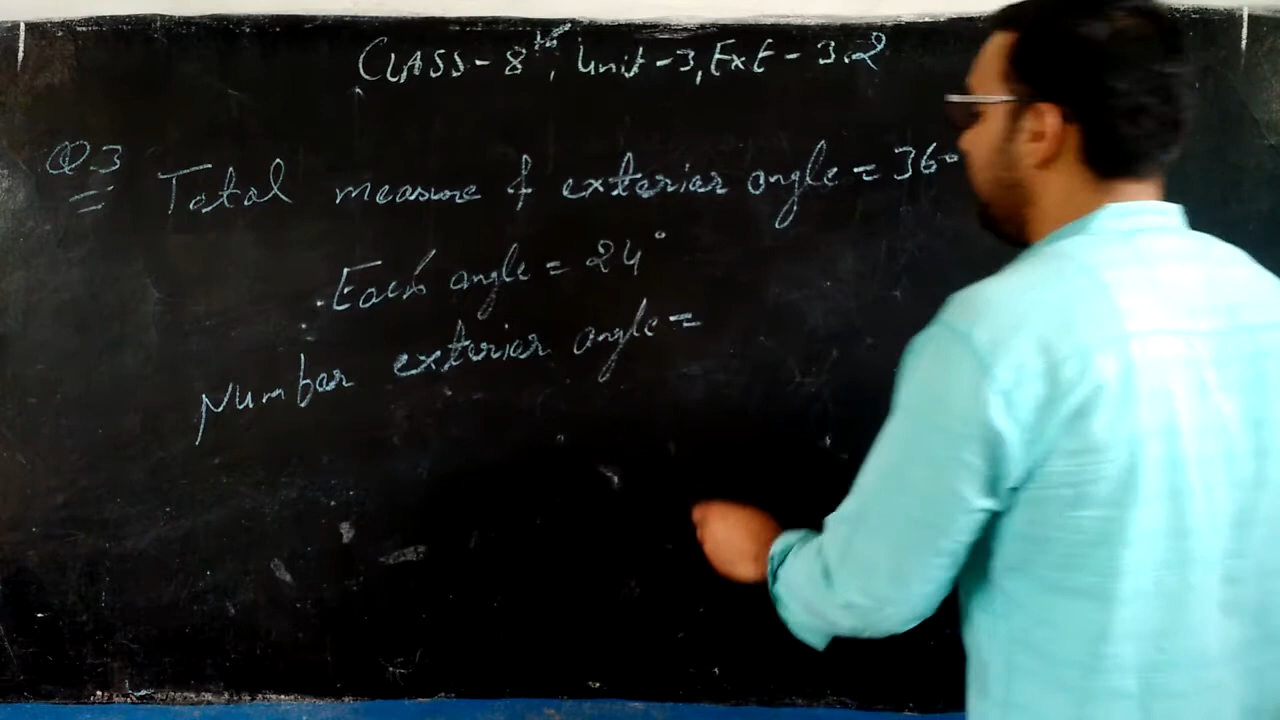 CLASS - 8th, Unit - 3, ExE - 3.2
Q.3 Total measure of exterior angle = 360
Each angle = 24°
Number exterior angle =